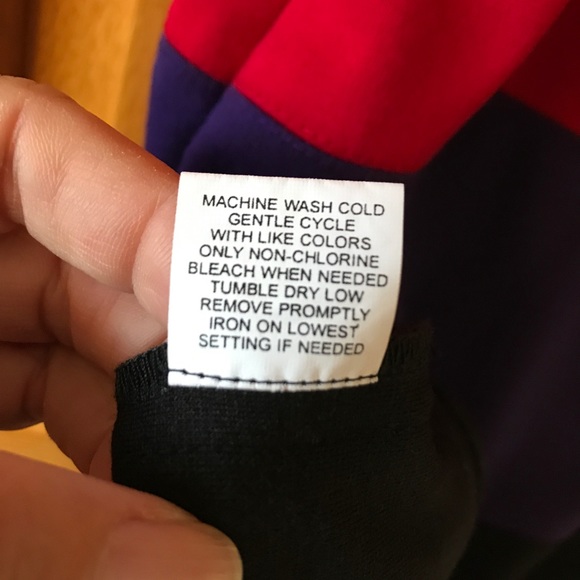 MACHINE WASH COLD
GENTLE CYCLE
WITH LIKE COLORS
ONLY NON-CHLORINE
BLEACH WHEN NEEDED
TUMBLE DRY LOW
REMOVE PROMPTLY
IRON ON LOWEST
SETTING IF NEEDED